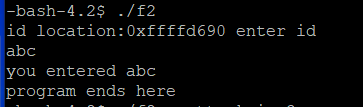 -bash-4.2$ ./f2
id location:0xffffd690 enter id
abc
you entered abc
program ends here